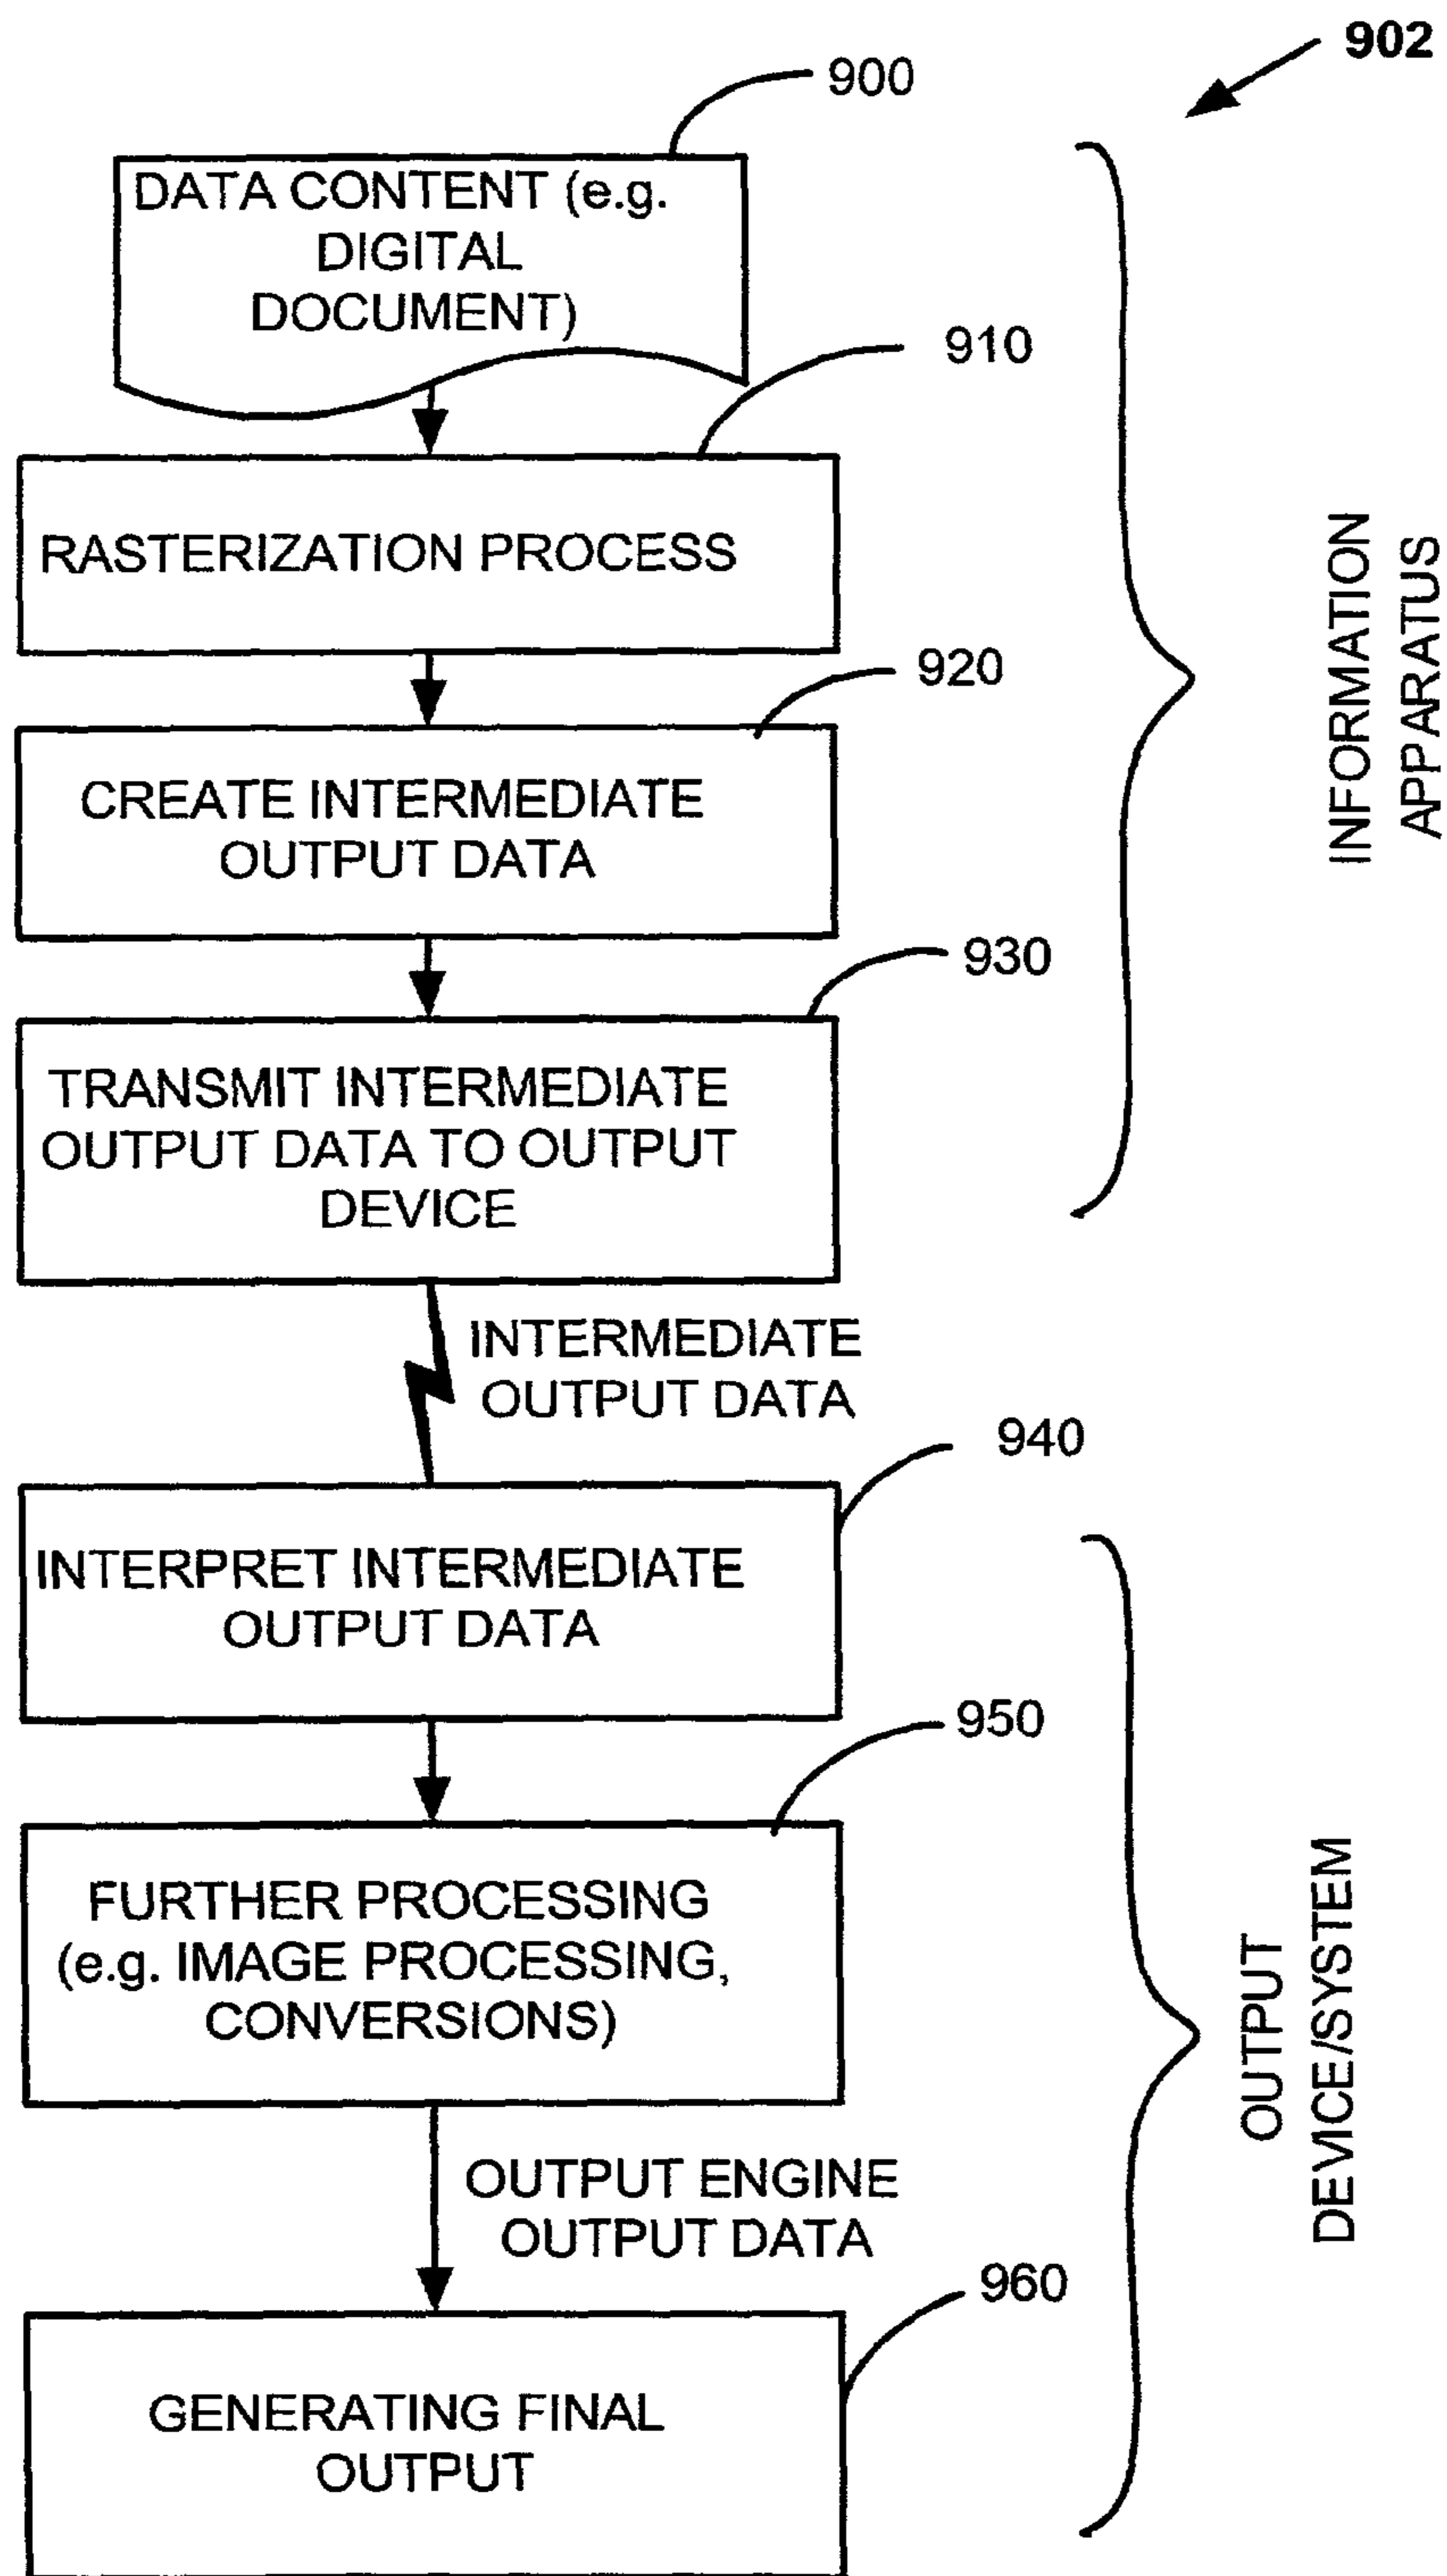 902
900
DATA CONTENT (e.g.
DIGITAL
DOCUMENT)
910
RASTERIZATION PROCESS
920
CREATE INTERMEDIATE
OUTPUT DATA
930
TRANSMIT INTERMEDIATE
OUTPUT DATA TO OUTPUT
DEVICE
INFORMATION
APPARATUS
INTERMEDIATE
OUTPUT DATA
940
INTERPRET INTERMEDIATE
OUTPUT DATA
950
FURTHER PROCESSING
(e.g. IMAGE PROCESSING,
CONVERSIONS)
OUTPUT ENGINE
OUTPUT DATA
960
GENERATING FINAL
OUTPUT
OUTPUT
DEVICE/SYSTEM